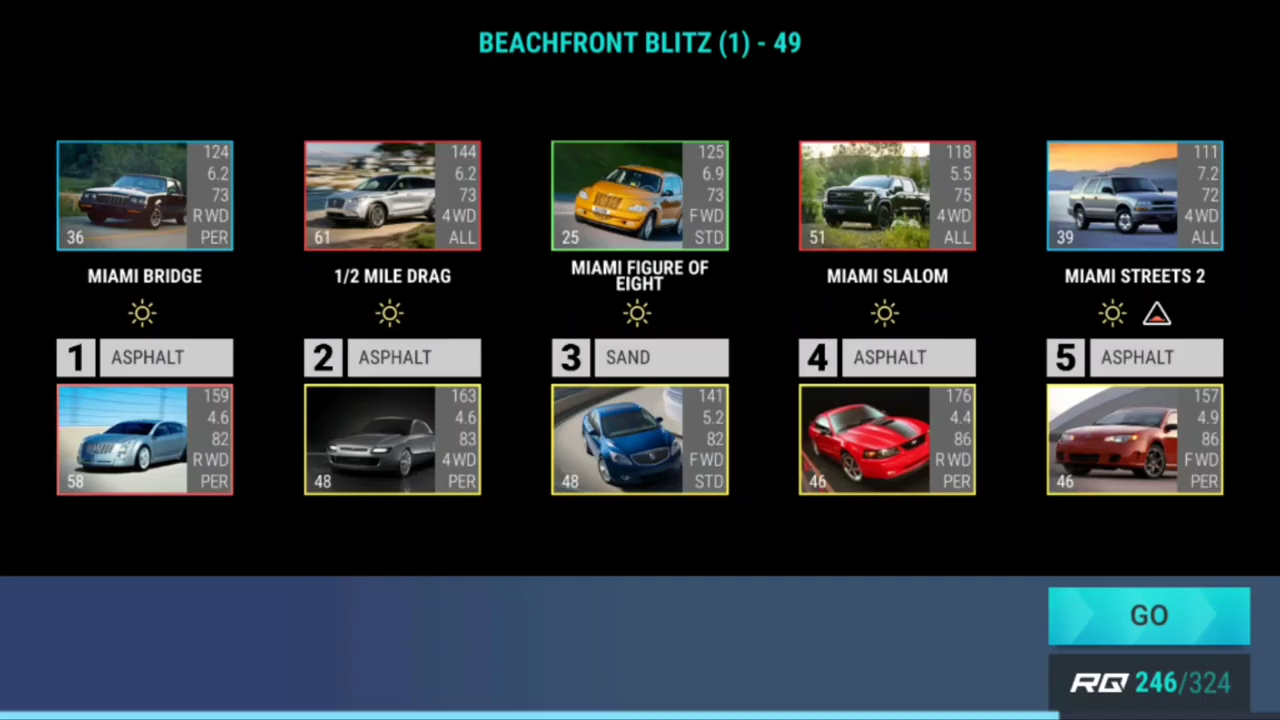 BEACHFRONT BLITZ (1) - 49
124
6.2
73
RWD
PER
36
144
6.2
73
4WD
ALL
61
125
6.9
73
FWD
STD
25
118
5.5
75
4WD
ALL
51
111
7.2
72
4WD
ALL
39
MIAMI BRIDGE
1/2 MILE DRAG
MIAMI FIGURE OF
EIGHT
MIAMI SLALOM
MIAMI STREETS 2
1 ASPHALT
2 ASPHALT
3 SAND
4 ASPHALT
5 ASPHALT
159
4.6
82
RWD
PER
58
163
4.6
83
4WD
PER
48
141
5.2
82
FWD
STD
48
176
4.4
86
RWD
PER
46
157
4.9
86
FWD
PER
46
GO
RQ 246/324